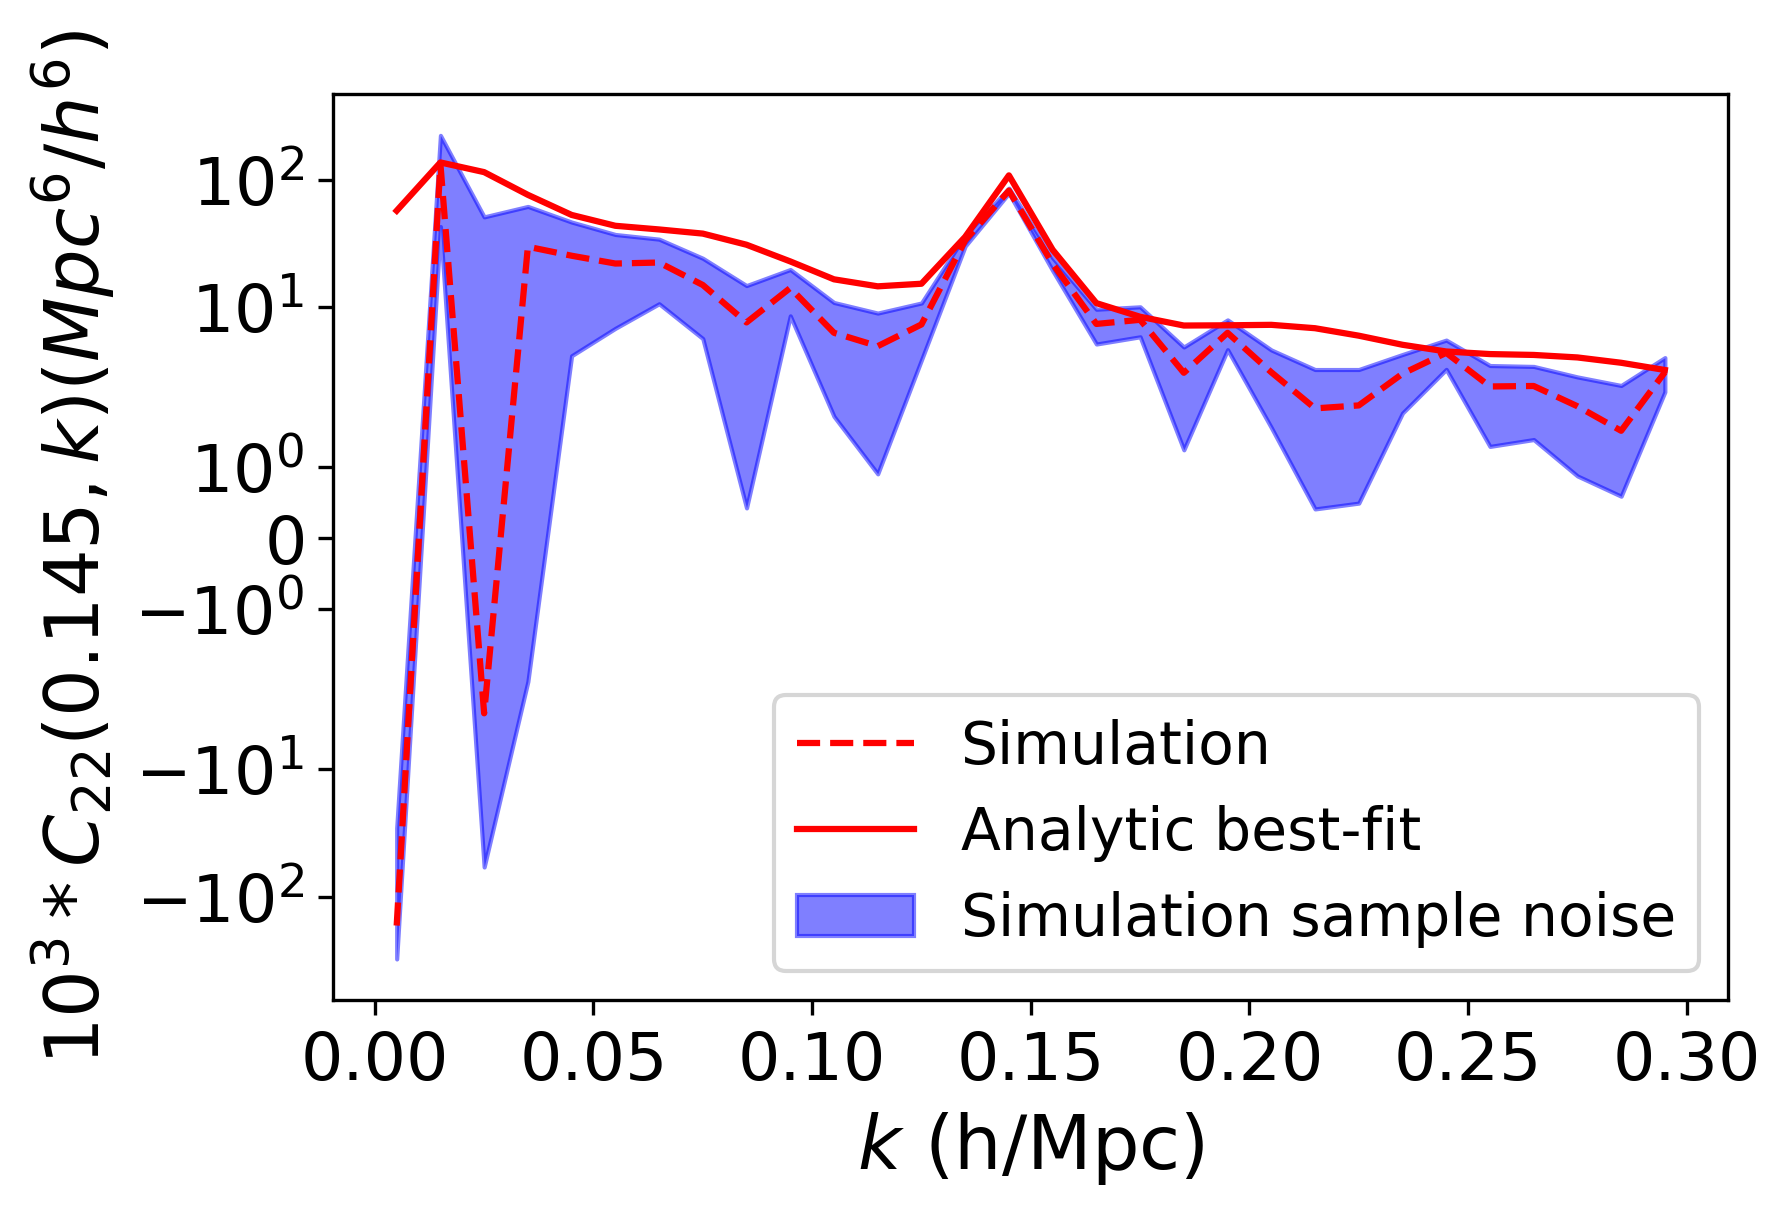 10³ * C₂₂(0.145, k)(Mpc⁶/h⁶)
10²
10¹
10⁰
0
−10⁰
−10¹
−10²
Simulation
Analytic best-fit
Simulation sample noise
0.00 0.05 0.10 0.15 0.20 0.25 0.30
k (h/Mpc)